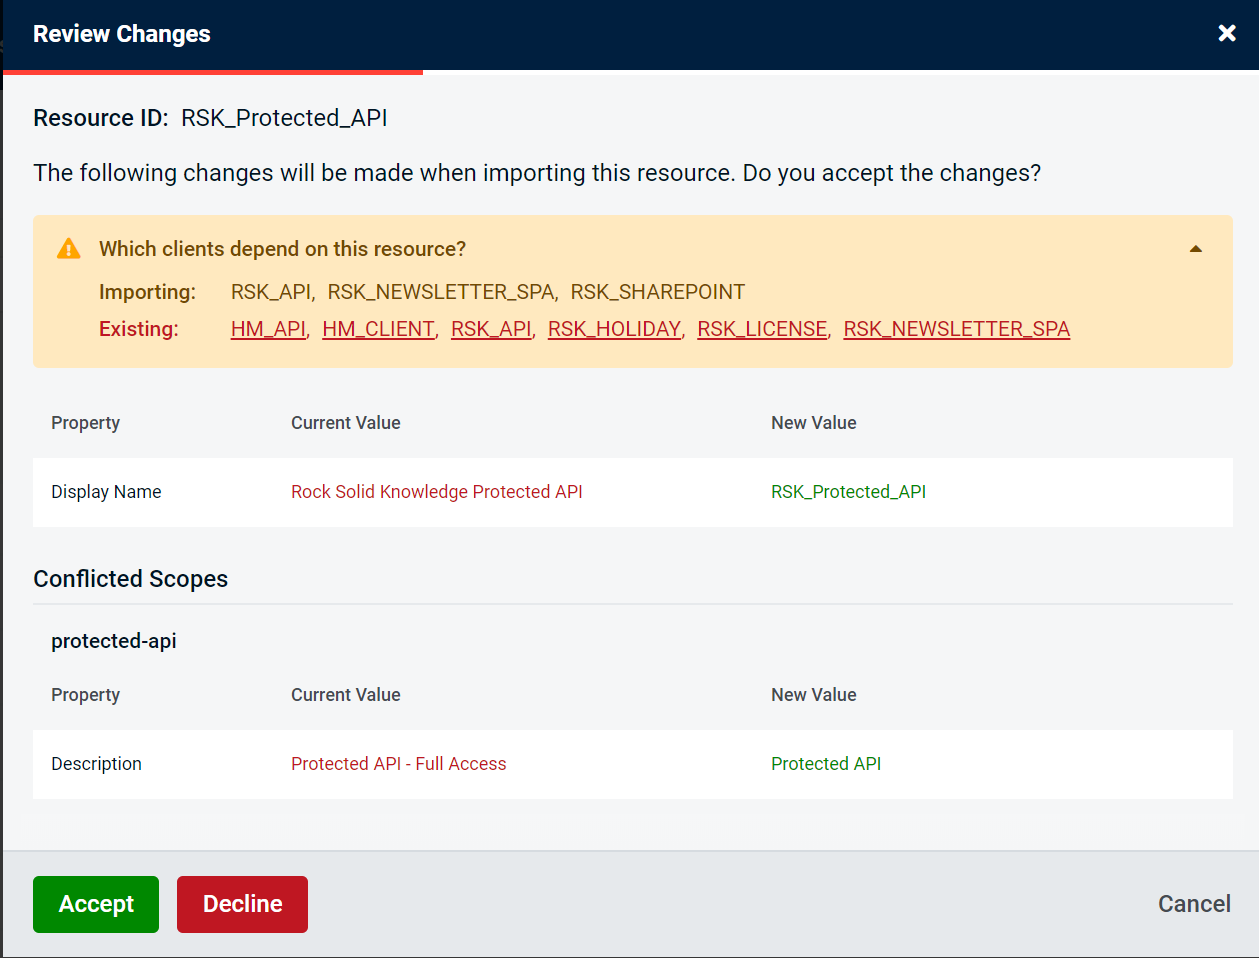 Review Changes
Resource ID: RSK_Protected_API
The following changes will be made when importing this resource. Do you accept the changes?
Which clients depend on this resource?
Importing: RSK_API, RSK_NEWSLETTER_SPA, RSK_SHAREPOINT
Existing: HM_API, HM_CLIENT, RSK_API, RSK_HOLIDAY, RSK_LICENSE, RSK_NEWSLETTER_SPA
Property Current Value New Value
Display Name Rock Solid Knowledge Protected API RSK_Protected_API
Conflicted Scopes
protected-api
Property Current Value New Value
Description Protected API - Full Access Protected API
Accept Decline Cancel